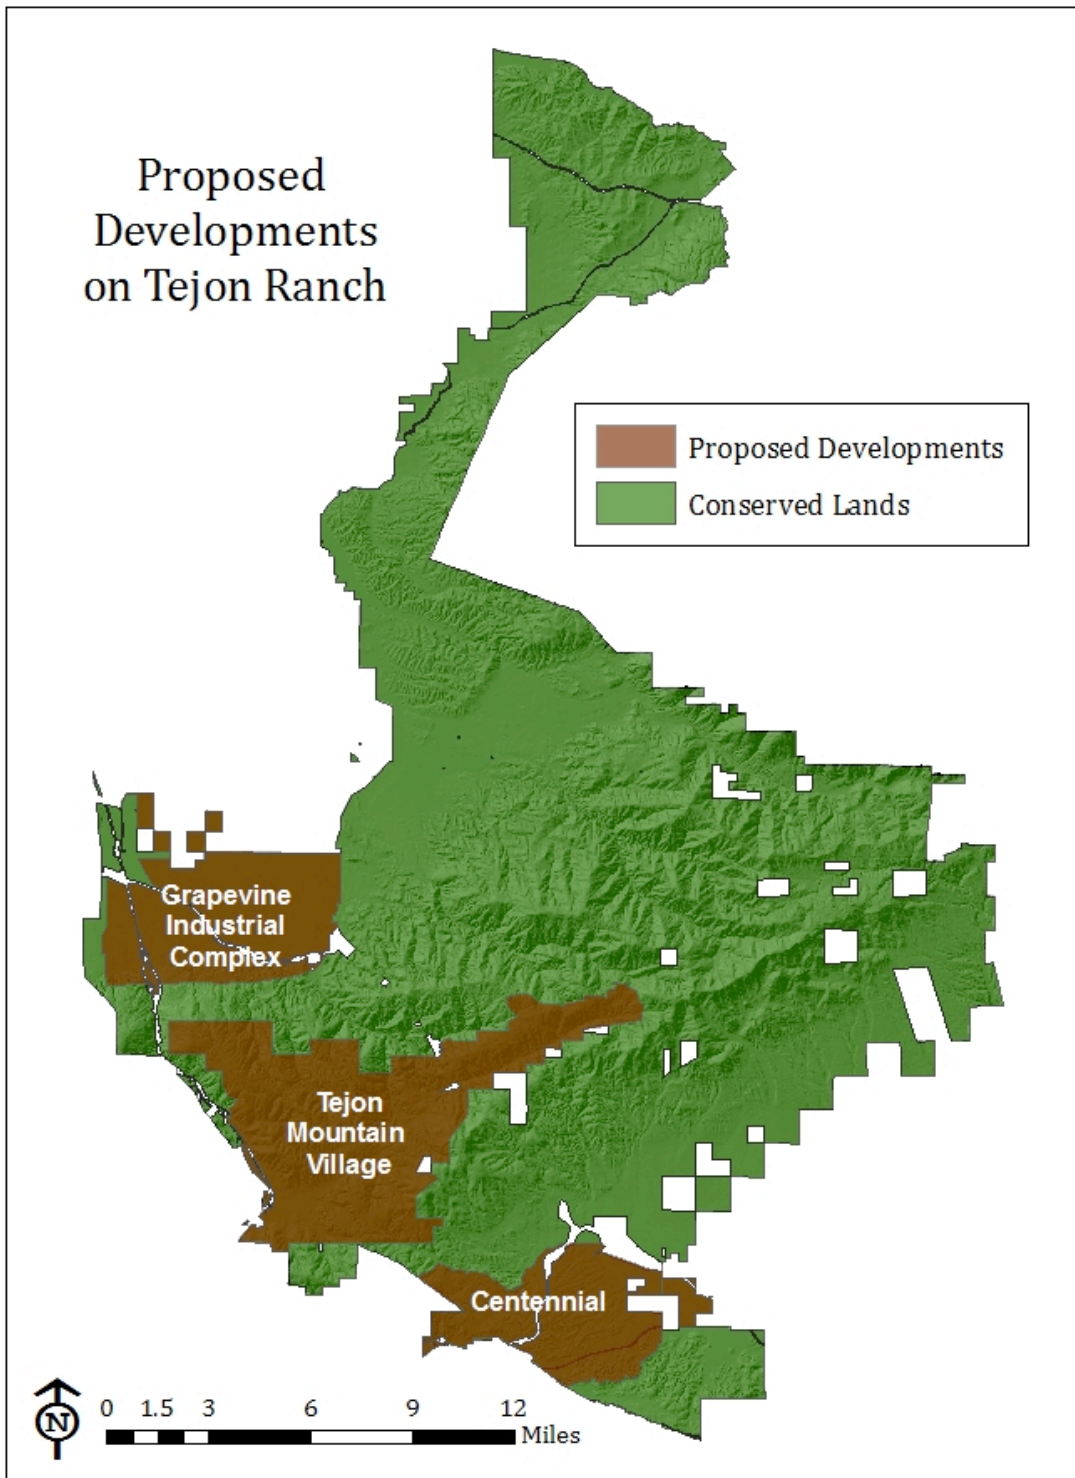 Proposed
Developments
on Tejon Ranch
Proposed Developments
Conserved Lands
Grapevine
Industrial
Complex
Tejon
Mountain
Village
Centennial
N
0 1.5 3 6 9 12
Miles